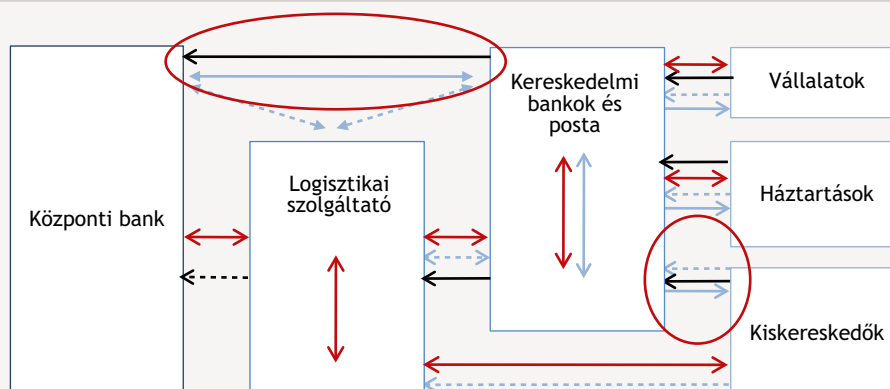 Központi bank
Logisztikai
szolgáltató
Kereskedelmi
bankok és
posta
Vállalatok
Háztartások
Kiskereskedők